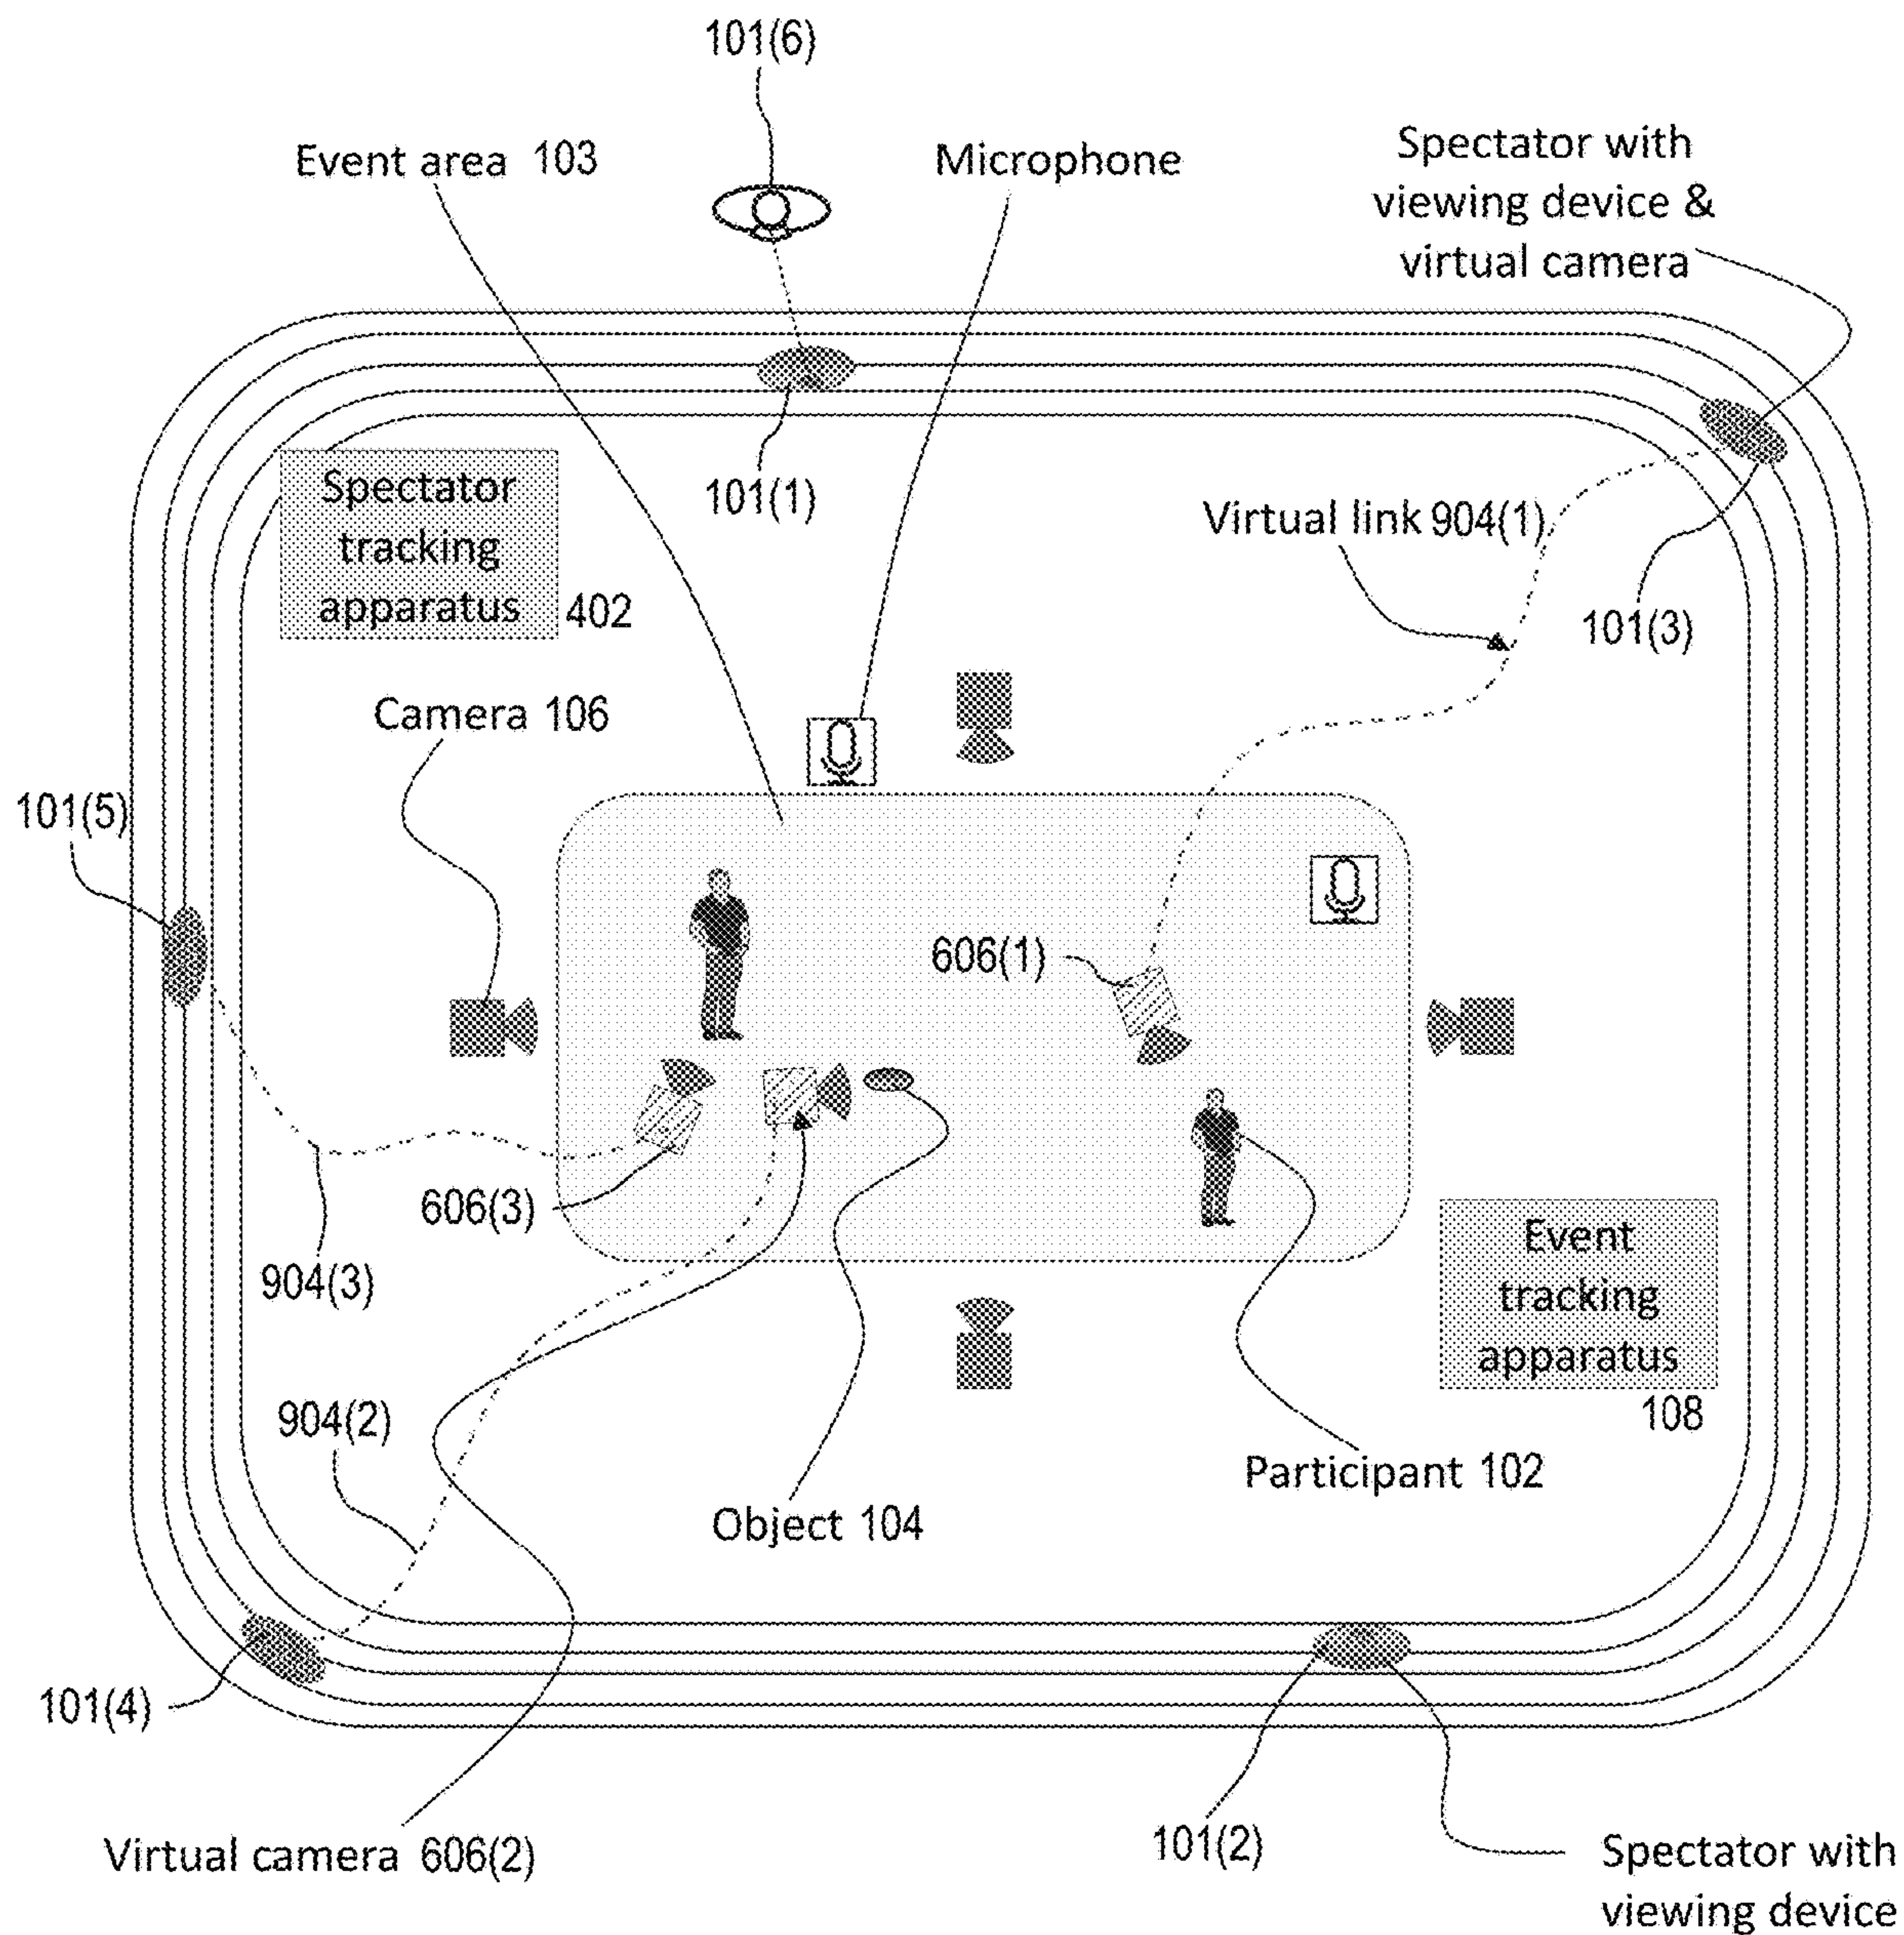 101(6)
Event area 103
Microphone
Spectator with
viewing device &
virtual camera
101(1)
Spectator
tracking
apparatus
402
Virtual link 904(1)
101(3)
Camera 106
101(5)
606(1)
606(3)
904(3)
Event
tracking
apparatus
108
904(2)
Participant 102
Object 104
101(4)
101(2)
Virtual camera 606(2)
Spectator with
viewing device